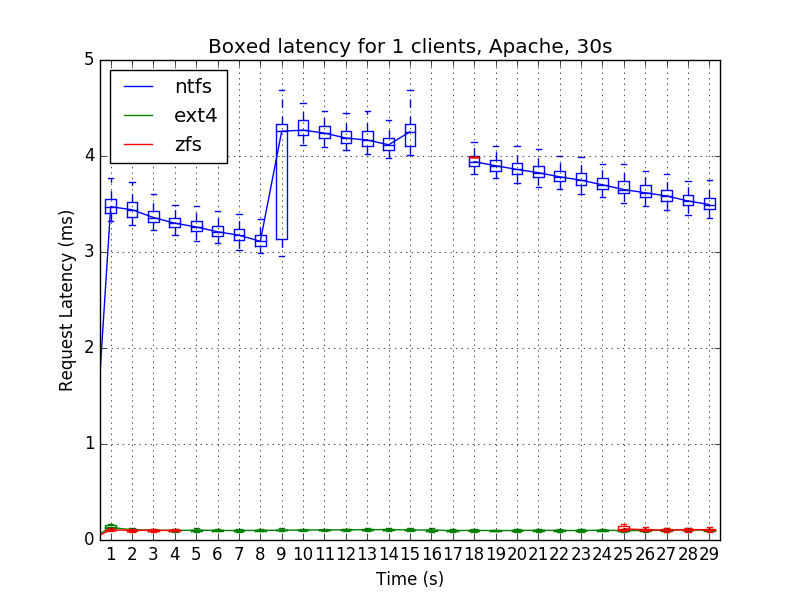 Boxed latency for 1 clients, Apache, 30s
5
4
3
2
1
0
Request Latency (ms)
ntfs
ext4
zfs
1 2 3 4 5 6 7 8 9 10 11 12 13 14 15 16 17 18 19 20 21 22 23 24 25 26 27 28 29
Time (s)